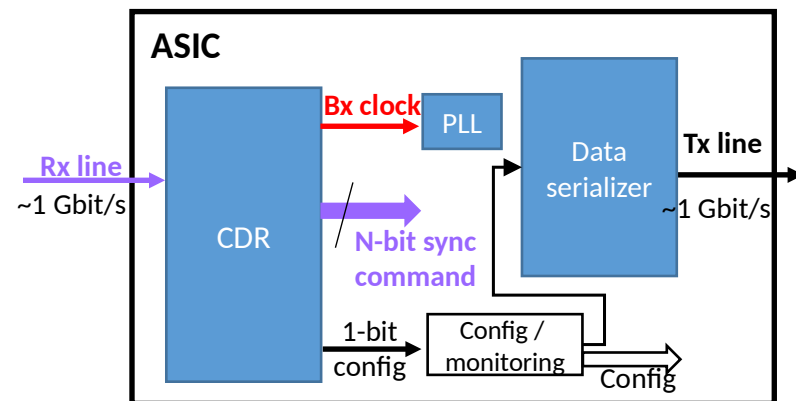 ASIC
Bx clock
PLL
Data
serializer
Tx line
~1 Gbit/s
Rx line
~1 Gbit/s
CDR
N-bit sync
command
1-bit
config
Config /
monitoring
Config